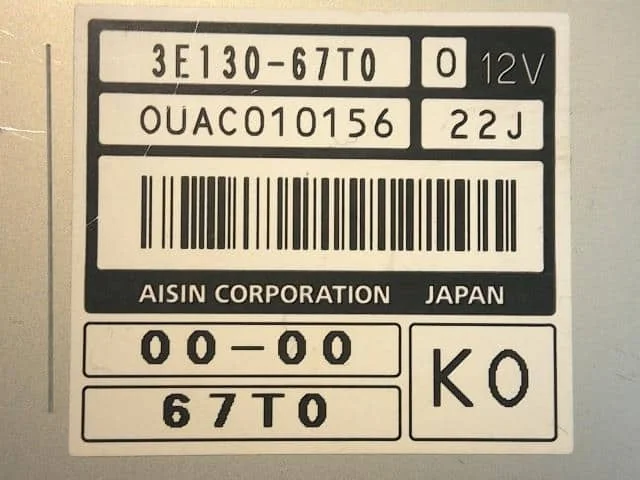 3E130-67T0 0 12V
0UAC010156 22J
AISIN CORPORATION JAPAN
00-00
K0
67T0